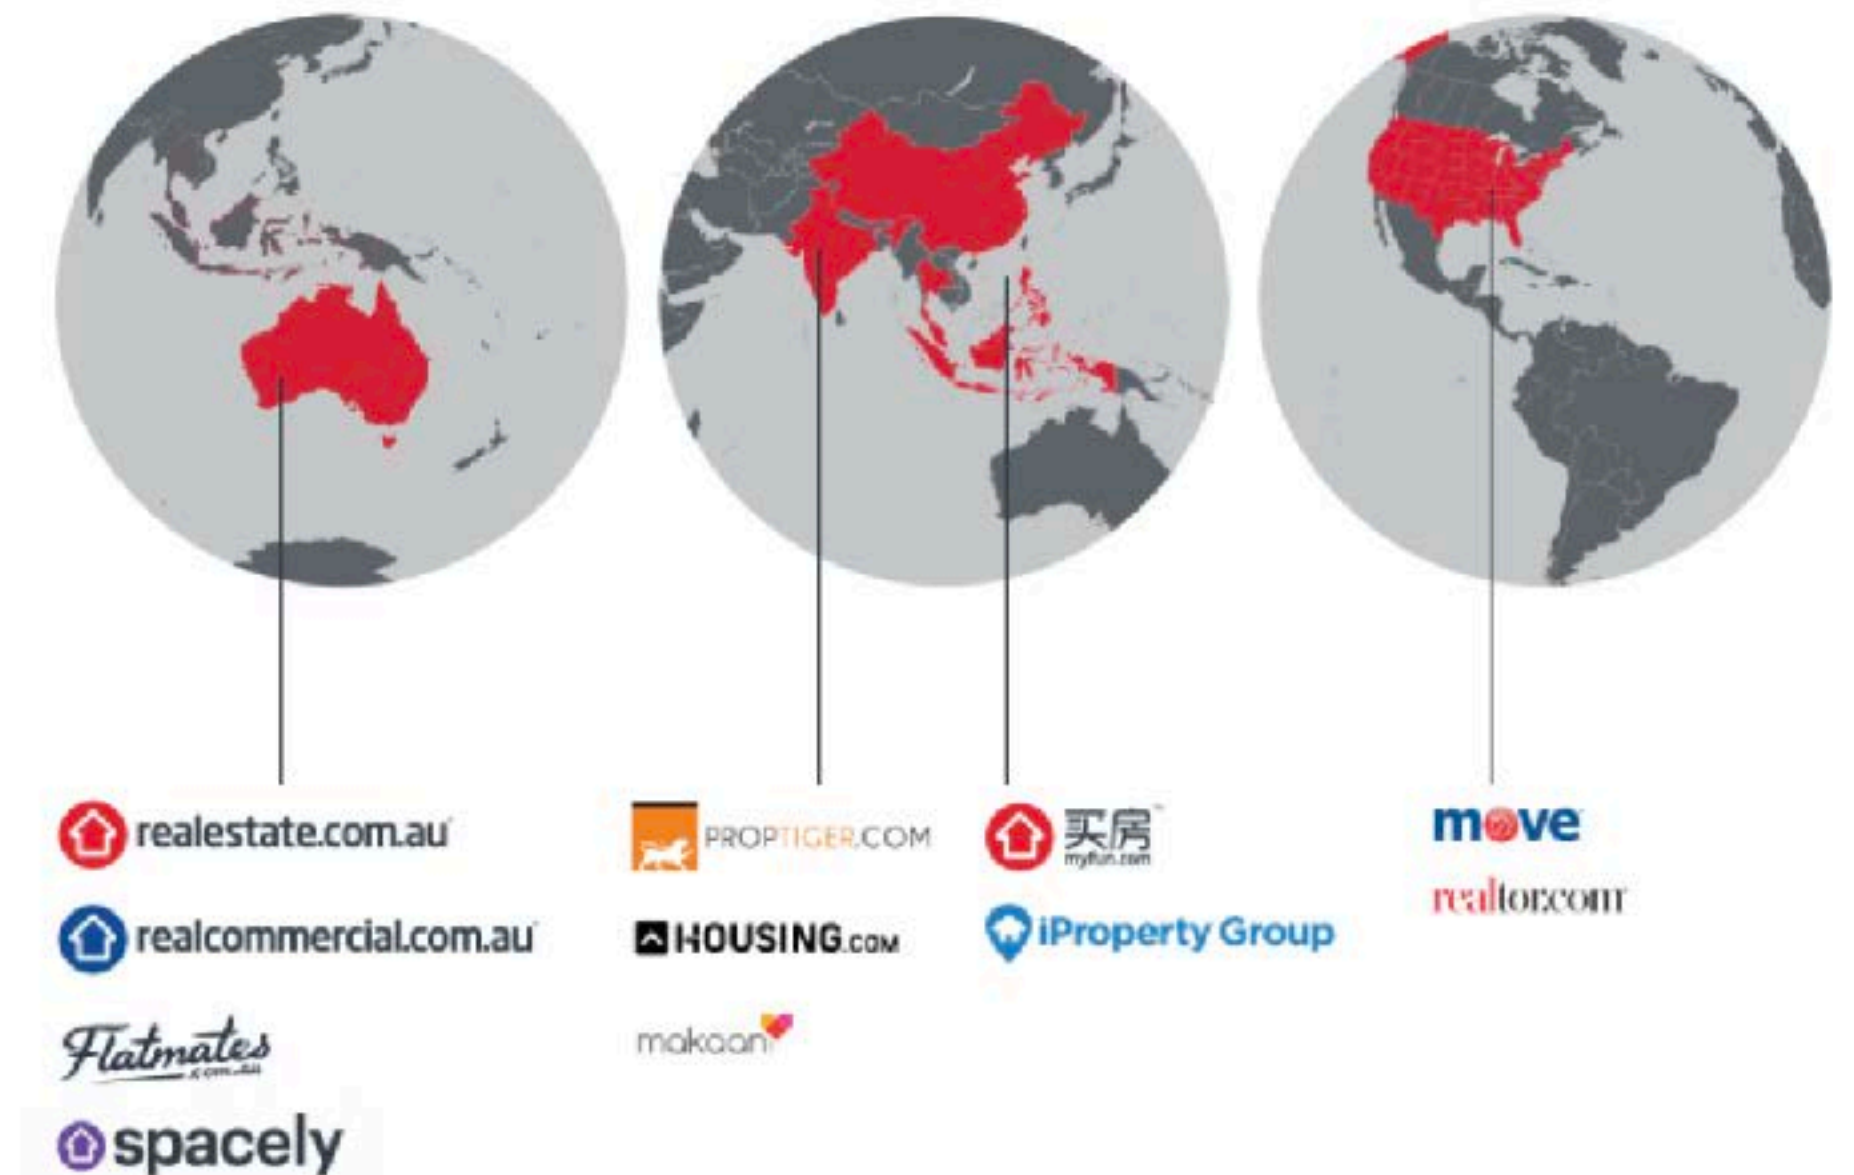 realestate.com.au
realcommercial.com.au
Flatmates
.com.au
spacely
PROPTIGER.COM
HOUSING.COM
makaan
买房
myfun.com
iProperty Group
move
realtor.com